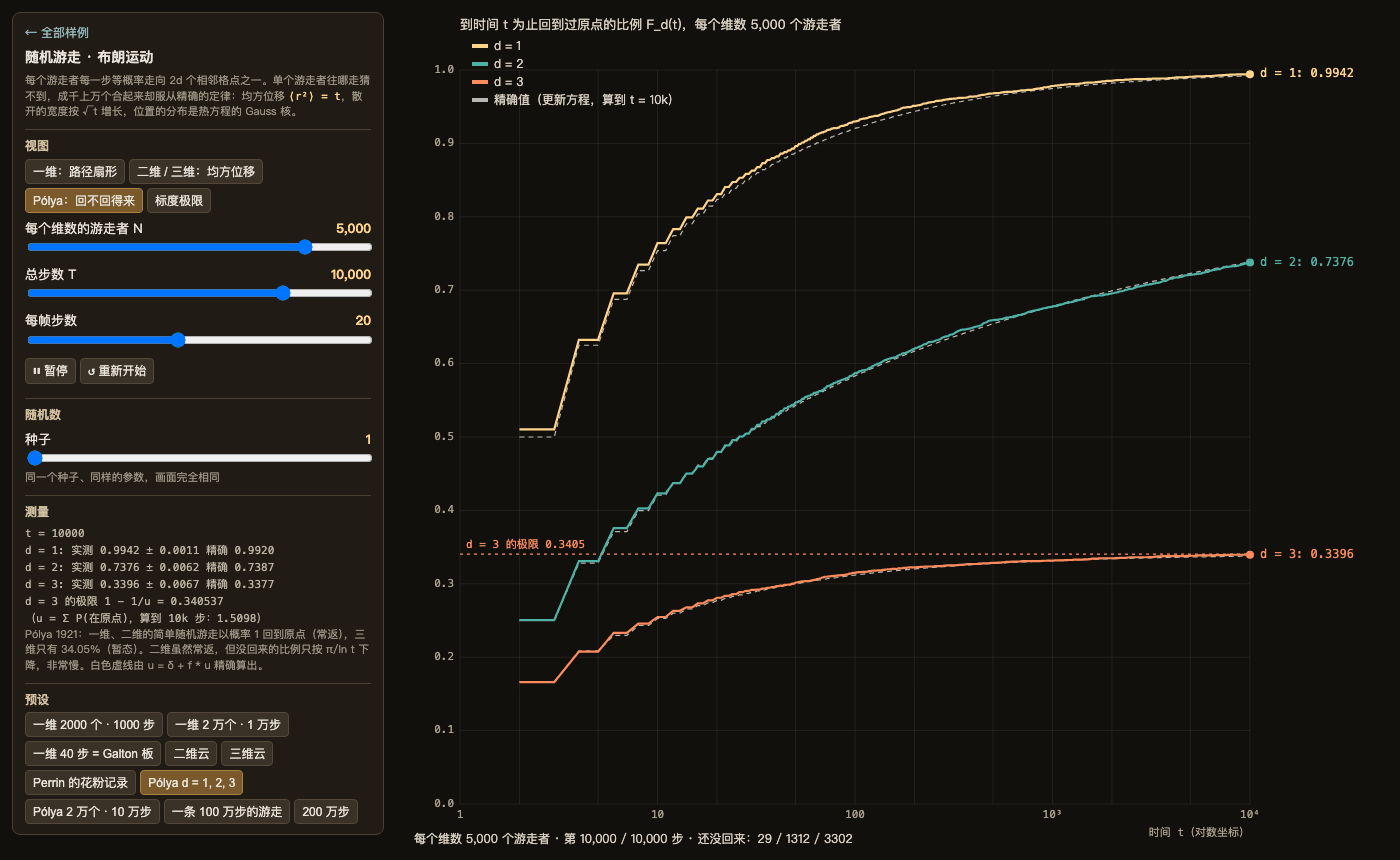 ← 全部样例
随机游走 · 布朗运动
每个游走者每一步等概率走向 2d 个相邻格点之一。单个游走者往哪走猜
不到，成千上万个合起来却服从精确的定律：均方位移 ⟨r²⟩ = t，散
开的宽度按 √t 增长，位置的分布是热方程的 Gauss 核。
视图
一维：路径扇形
二维 / 三维：均方位移
Pólya：回不回得来
标度极限
每个维数的游走者 N 5,000
总步数 T 10,000
每帧步数 20
⏸ 暂停
↺ 重新开始
随机数
种子 1
同一个种子、同样的参数，画面完全相同
测量
t = 10000
d = 1: 实测 0.9942 ± 0.0011 精确 0.9920
d = 2: 实测 0.7376 ± 0.0062 精确 0.7387
d = 3: 实测 0.3396 ± 0.0067 精确 0.3377
d = 3 的极限 1 − 1/u = 0.340537
（u = Σ P(在原点)，算到 10k 步：1.5098）
Pólya 1921：一维、二维的简单随机游走以概率 1 回到原点（常返），三
维只有 34.05%（暂态）。二维虽然常返，但没回来的比例只按 π/ln t 下
降，非常慢。白色虚线由 u = δ + f * u 精确算出。
预设
一维 2000 个 · 1000 步
一维 2 万个 · 1 万步
一维 40 步 = Galton 板
二维云
三维云
Perrin 的花粉记录
Pólya d = 1, 2, 3
Pólya 2 万个 · 10 万步
一条 100 万步的游走
200 万步
到时间 t 为止回到过原点的比例 F_d(t)，每个维数 5,000 个游走者
d = 1
d = 2
d = 3
精确值（更新方程，算到 t = 10k）
1.0
0.9
0.8
0.7
0.6
0.5
0.4
0.3
0.2
0.1
0.0
d = 1: 0.9942
d = 2: 0.7376
d = 3 的极限 0.3405
d = 3: 0.3396
1
10
100
10³
10⁴
时间 t (对数坐标)
每个维数 5,000 个游走者 · 第 10,000 / 10,000 步 · 还没回来：29 / 1312 / 3302